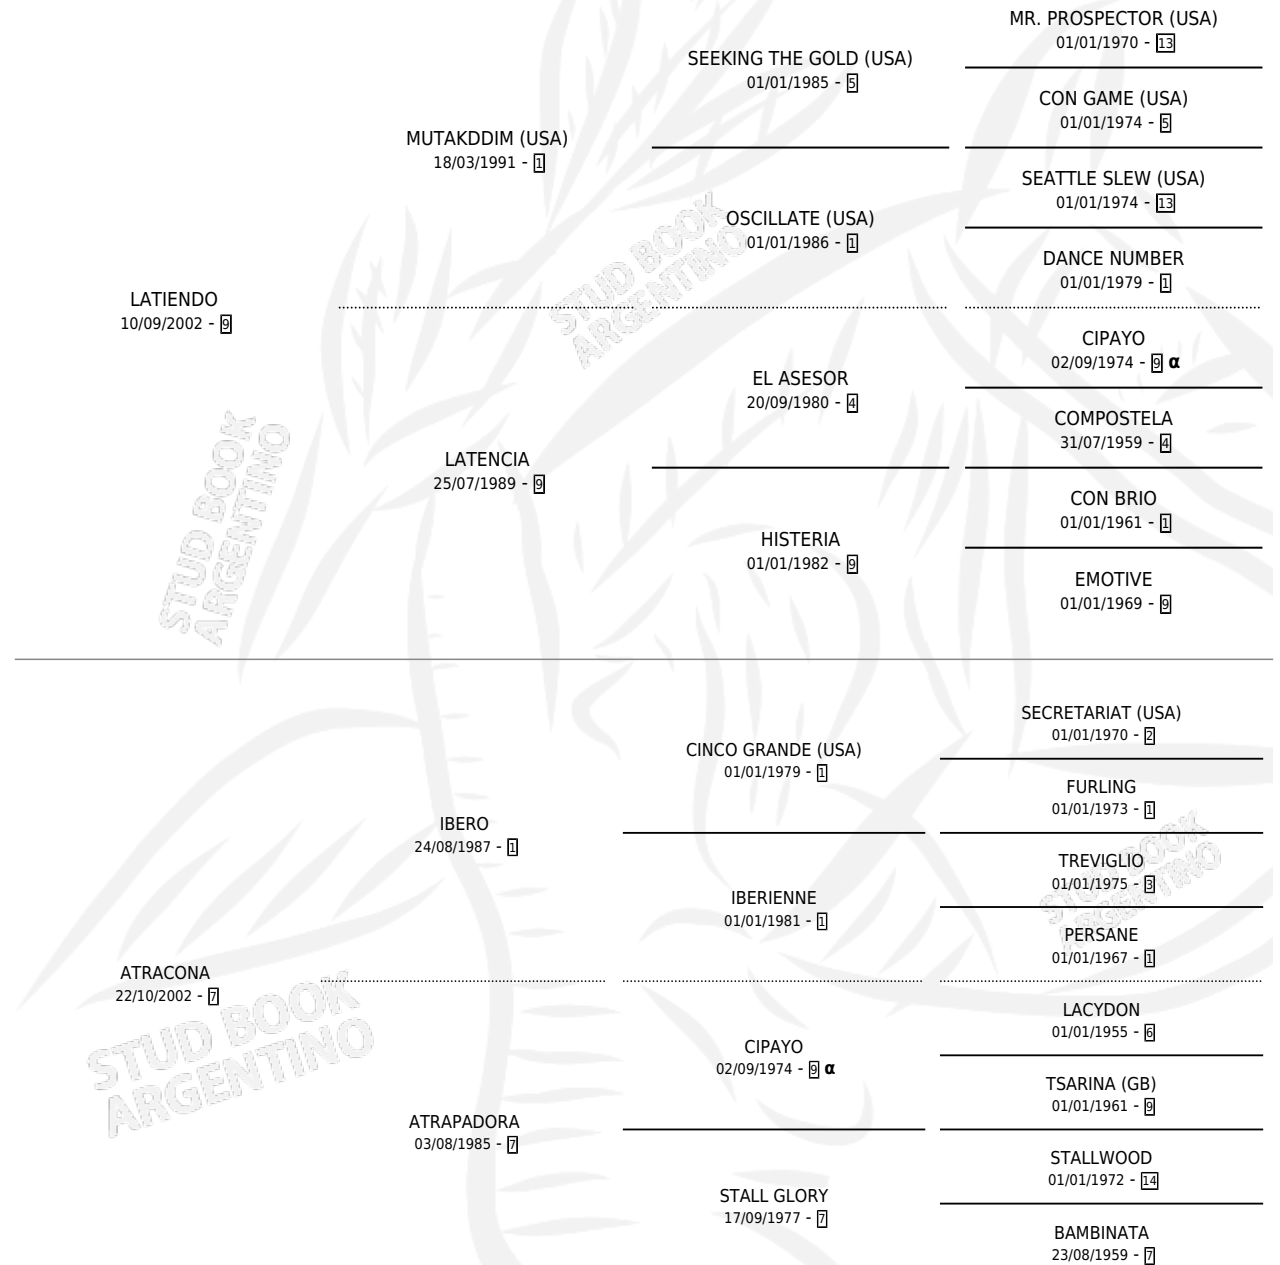 MR. PROSPECTOR (USA)
01/01/1970 - 13
SEEKING THE GOLD (USA)
01/01/1985 - 5
CON GAME (USA)
01/01/1974 - 5
MUTAKDDIM (USA)
18/03/1991 - 1
SEATTLE SLEW (USA)
01/01/1974 - 13
OSCILLATE (USA)
01/01/1986 - 1
DANCE NUMBER
01/01/1979 - 1
LATIENDO
10/09/2002 - 9
CIPAYO
02/09/1974 - 9 α
EL ASESOR
20/09/1980 - 4
COMPOSTELA
31/07/1959 - 4
LATENCIA
25/07/1989 - 9
CON BRIO
01/01/1961 - 1
HISTERIA
01/01/1982 - 9
EMOTIVE
01/01/1969 - 9
SECRETARIAT (USA)
01/01/1970 - 2
CINCO GRANDE (USA)
01/01/1979 - 1
FURLING
01/01/1973 - 1
IBERO
24/08/1987 - 1
TREVIGLIO
01/01/1975 - 3
IBERIENNE
01/01/1981 - 1
PERSANE
01/01/1967 - 1
ATRACONA
22/10/2002 - 7
LACYDON
01/01/1955 - 6
CIPAYO
02/09/1974 - 9 α
TSARINA (GB)
01/01/1961 - 9
ATRAPADORA
03/08/1985 - 7
STALLWOOD
01/01/1972 - 14
STALL GLORY
17/09/1977 - 7
BAMBINATA
23/08/1959 - 7
STUD BOOK
ARGENTINO
STUD BOOK
ARGENTINO
STUD BOOK
ARGENTINO
STUD BOOK
ARGENTINO